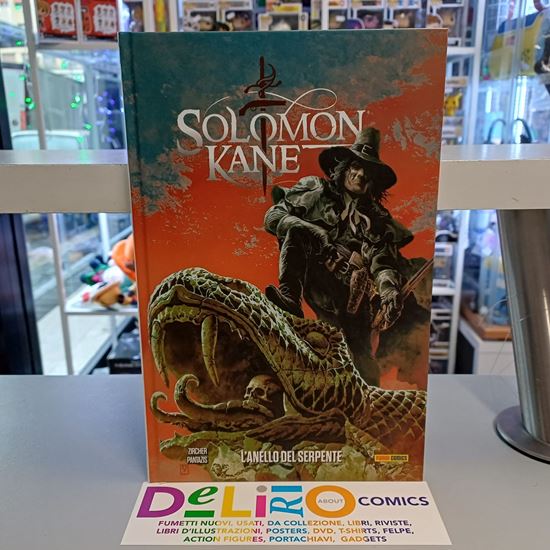 SOLOMON
KANE
ZIRCHER
PANTAZIS
L'ANELLO DEL SERPENTE
PANINI COMICS
DELIRIO ABOUT COMICS
FUMETTI NUOVI, USATI, DA COLLEZIONE, LIBRI, RIVISTE,
LIBRI D'ILLUSTRAZIONI, POSTERS, DVD, T-SHIRTS, FELPE,
ACTION FIGURES, PORTACHIAVI, GADGETS